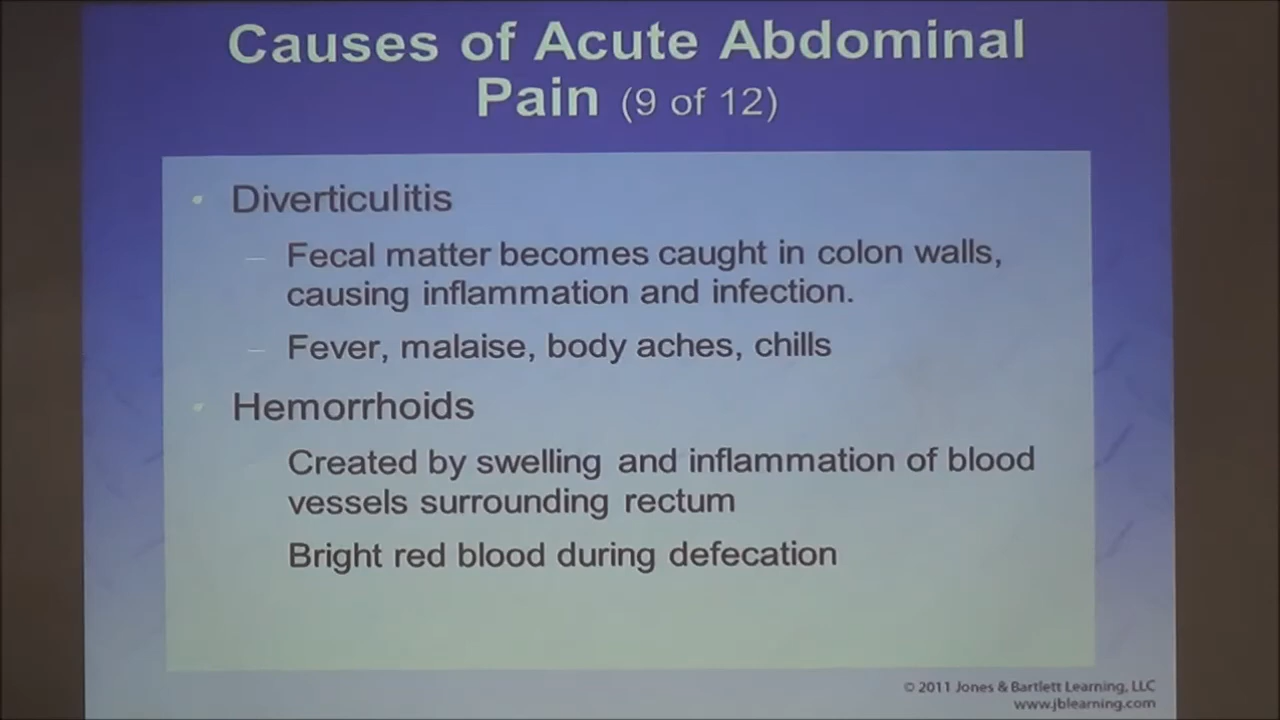 Causes of Acute Abdominal
Pain (9 of 12)
• Diverticulitis
– Fecal matter becomes caught in colon walls,
causing inflammation and infection.
– Fever, malaise, body aches, chills
• Hemorrhoids
Created by swelling and inflammation of blood
vessels surrounding rectum
Bright red blood during defecation
© 2011 Jones & Bartlett Learning, LLC
www.jblearning.com